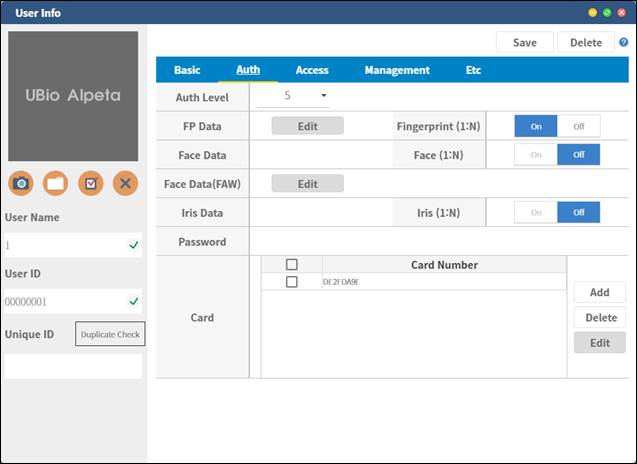 User Info
Save Delete ?
UBio Alpeta
Basic Auth Access Management Etc
Auth Level 5
FP Data Edit Fingerprint (1:N) On Off
Face Data Face (1:N) On Off
Face Data(FAW) Edit
Iris Data Iris (1:N) On Off
Password
User Name
1
User ID
00000001
Unique ID Duplicate Check
Card Number
DE2FDA9E
Card
Add
Delete
Edit